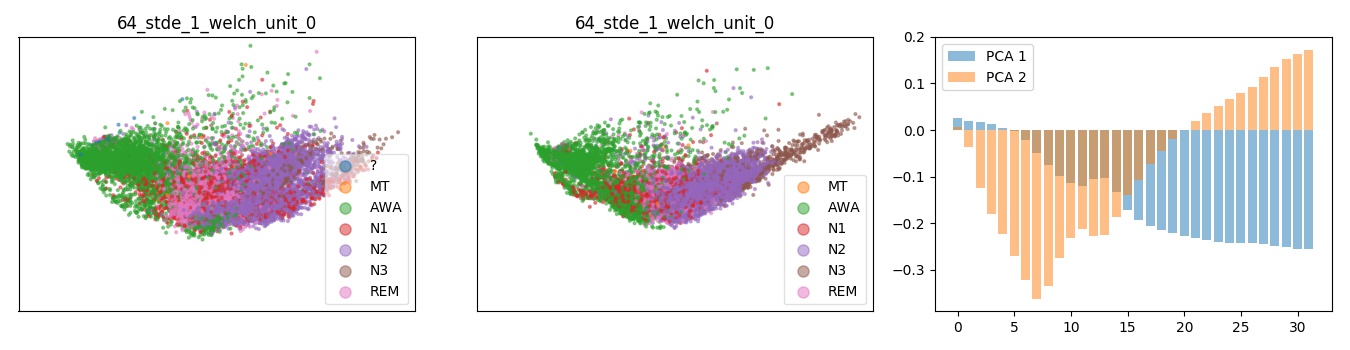 64_stde_1_welch_unit_0
?
MT
AWA
N1
N2
N3
REM
64_stde_1_welch_unit_0
MT
AWA
N1
N2
N3
REM
PCA 1
PCA 2
0.2
0.1
0.0
−0.1
−0.2
−0.3
0 5 10 15 20 25 30